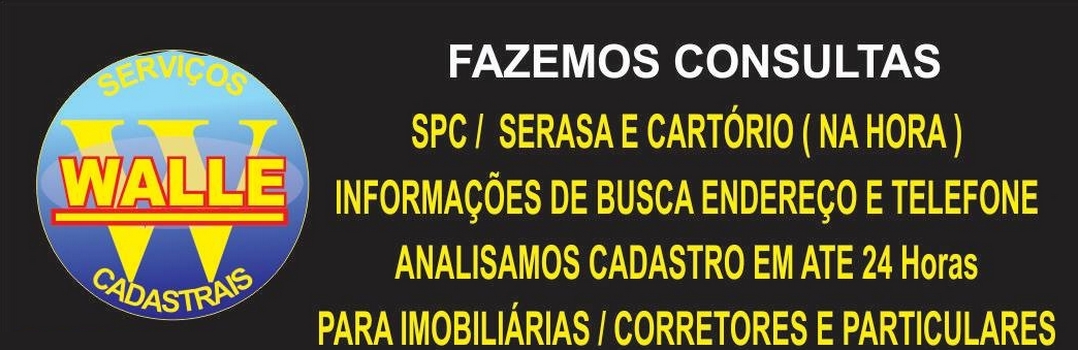 SERVIÇOS
W
WALLE
CADASTRAIS
FAZEMOS CONSULTAS
SPC / SERASA E CARTÓRIO ( NA HORA )
INFORMAÇÕES DE BUSCA ENDEREÇO E TELEFONE
ANALISAMOS CADASTRO EM ATE 24 Horas
PARA IMOBILIÁRIAS / CORRETORES E PARTICULARES